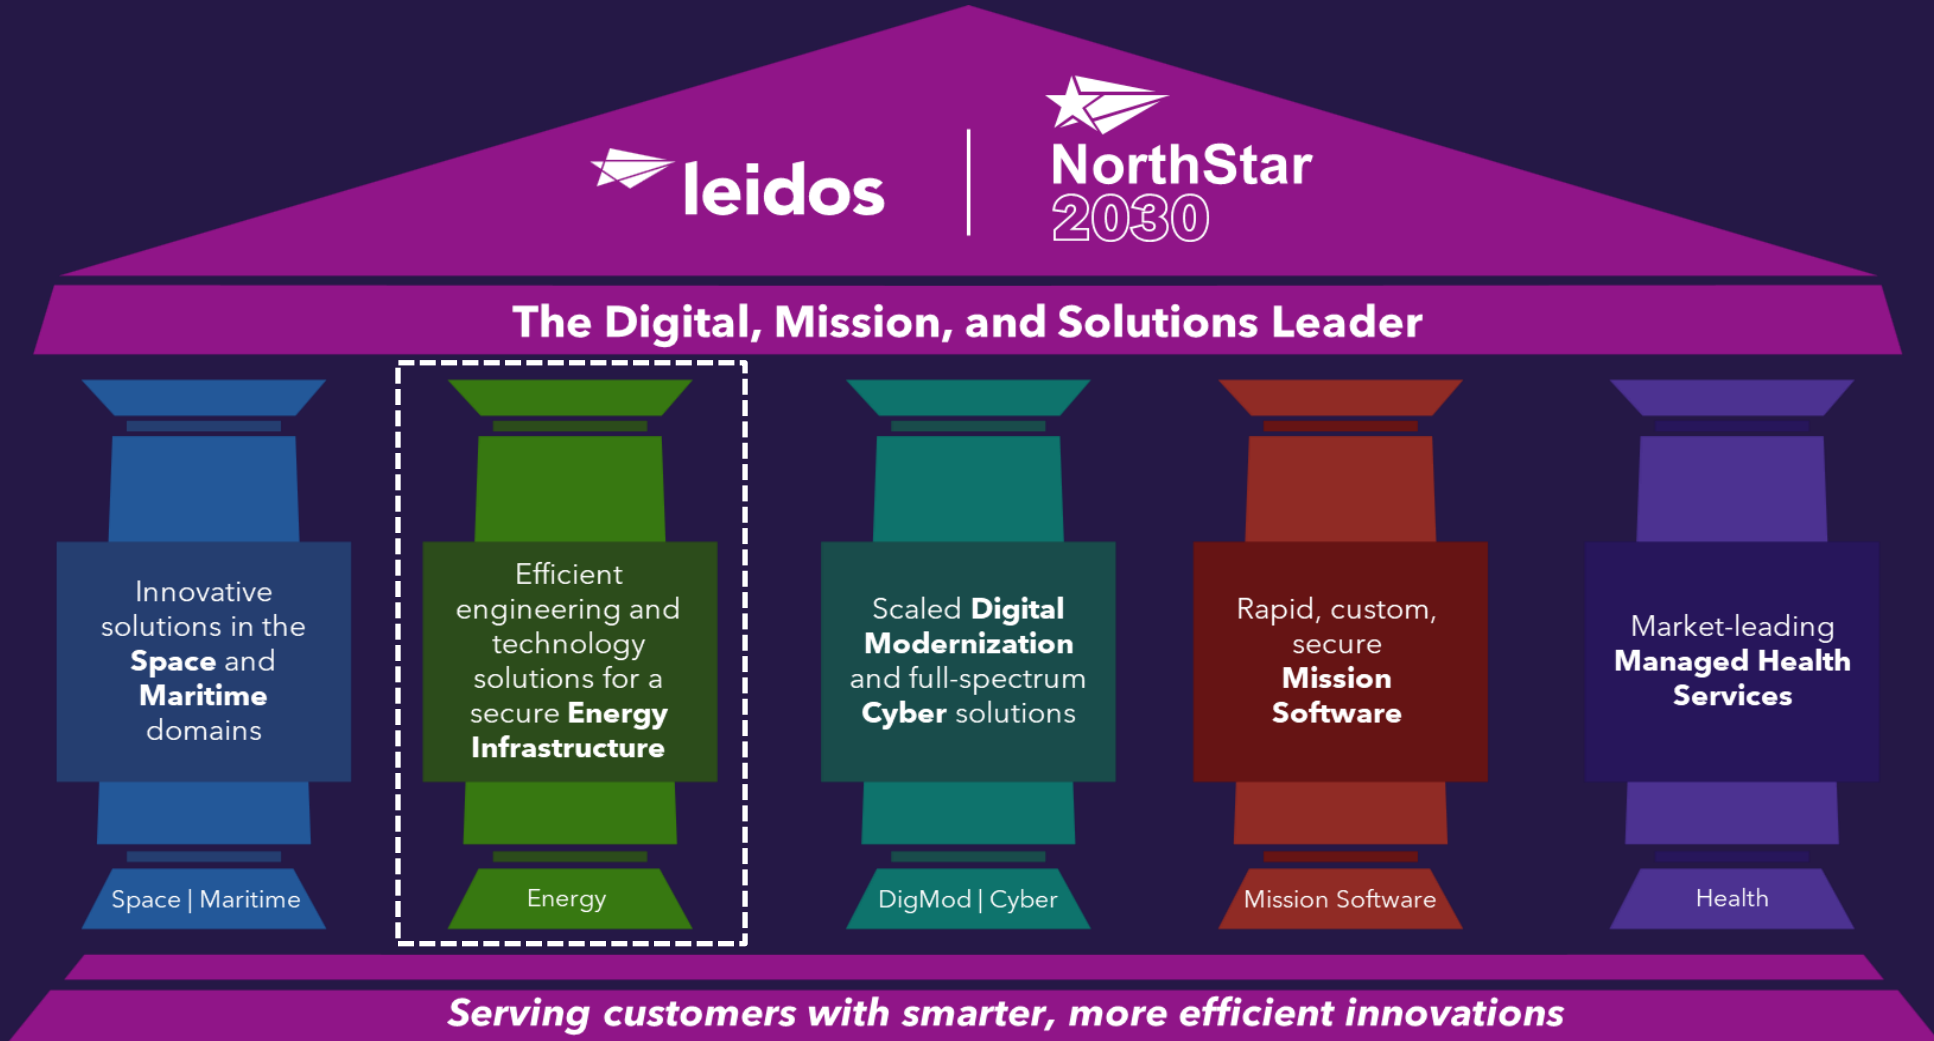 leidos
NorthStar
2030
The Digital, Mission, and Solutions Leader
Innovative
solutions in the
Space and
Maritime
domains
Space | Maritime
Efficient
engineering and
technology
solutions for a
secure Energy
Infrastructure
Energy
Scaled Digital
Modernization
and full-spectrum
Cyber solutions
DigMod | Cyber
Rapid, custom,
secure
Mission
Software
Mission Software
Market-leading
Managed Health
Services
Health
Serving customers with smarter, more efficient innovations